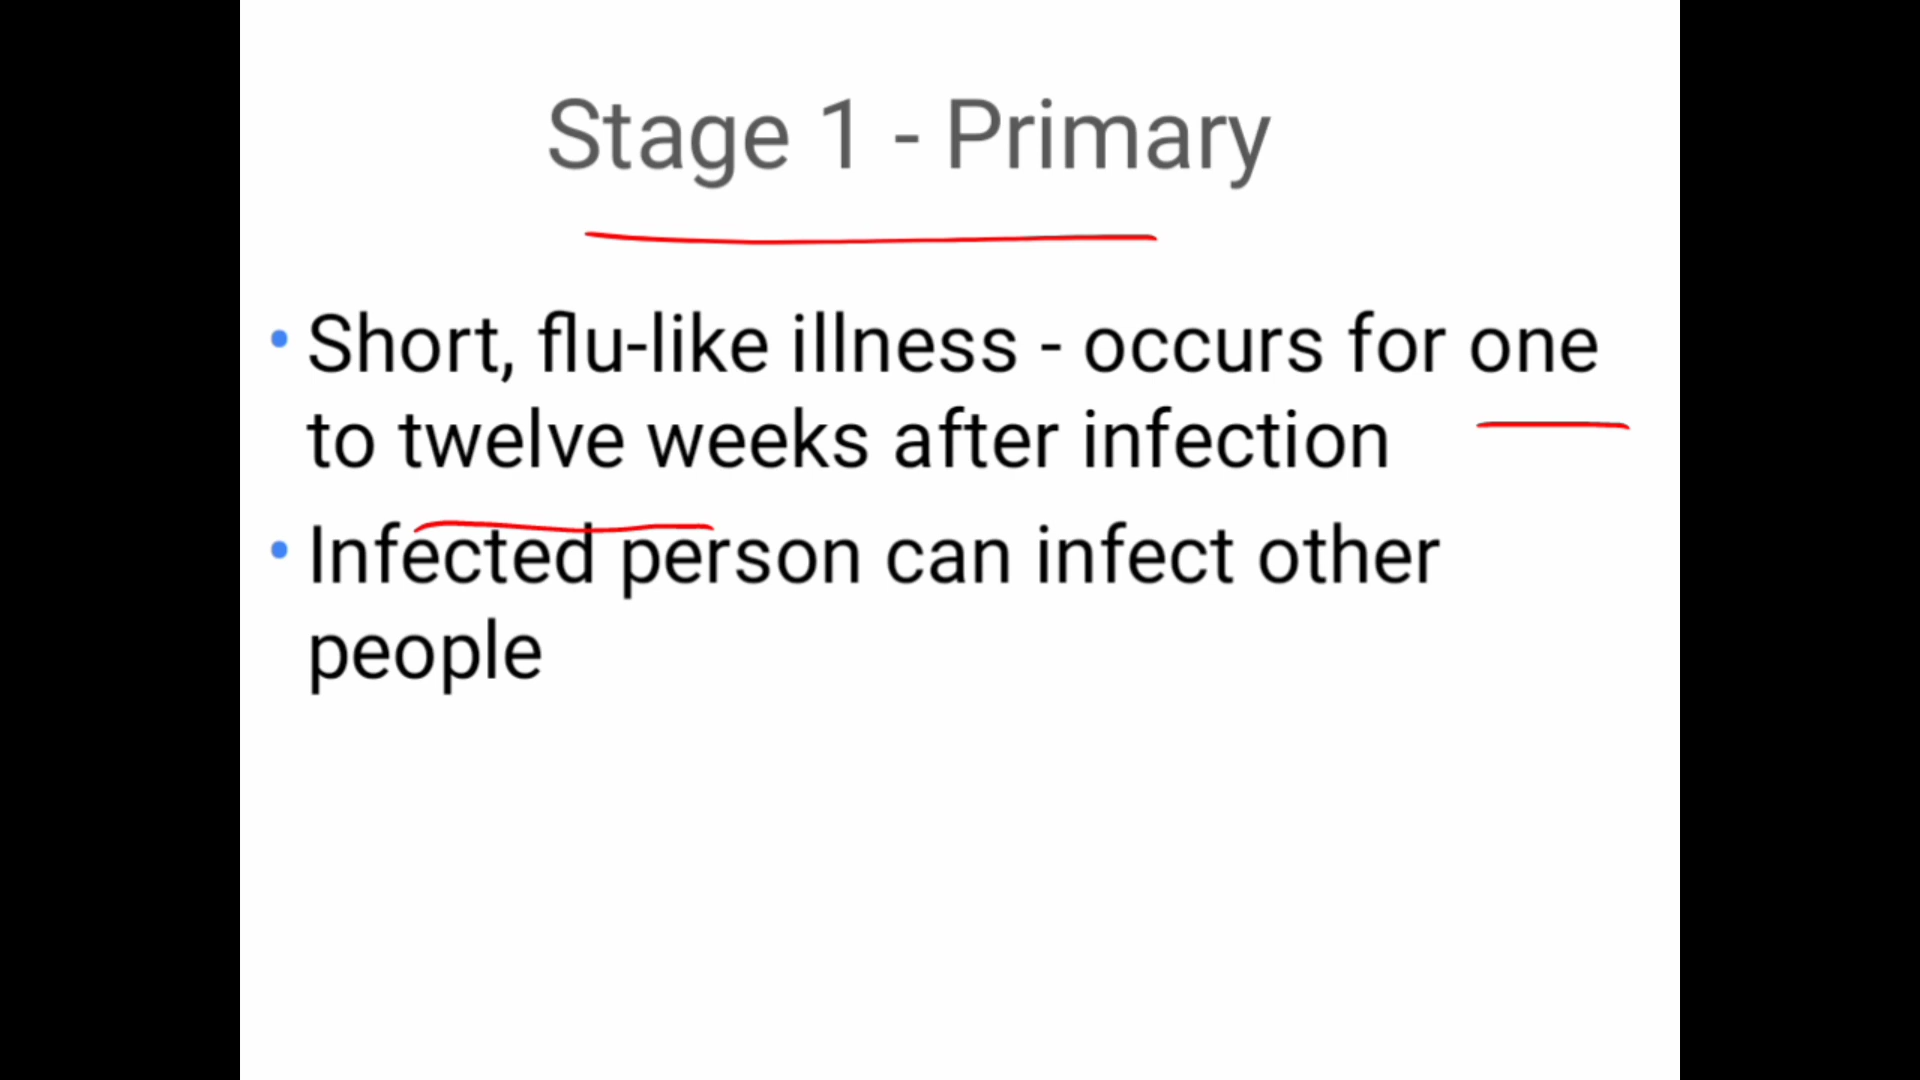 Stage 1 - Primary
• Short, flu-like illness - occurs for one
to twelve weeks after infection
• Infected person can infect other
people